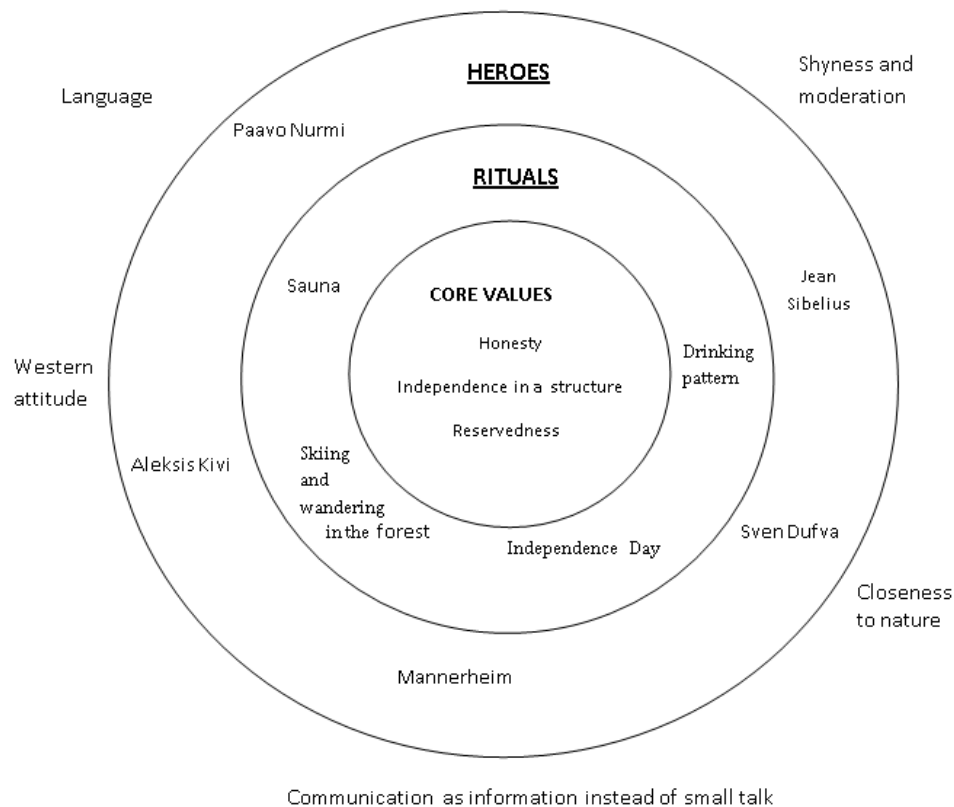 HEROES
Shyness and
moderation
Language
Paavo Nurmi
RITUALS
Sauna
Jean
Sibelius
CORE VALUES
Honesty
Independence in a structure
Reservedness
Drinking
pattern
Western
attitude
Aleksis Kivi
Skiing
and
wandering
in the forest
Independence Day
Sven Dufva
Closeness
to nature
Mannerheim
Communication as information instead of small talk